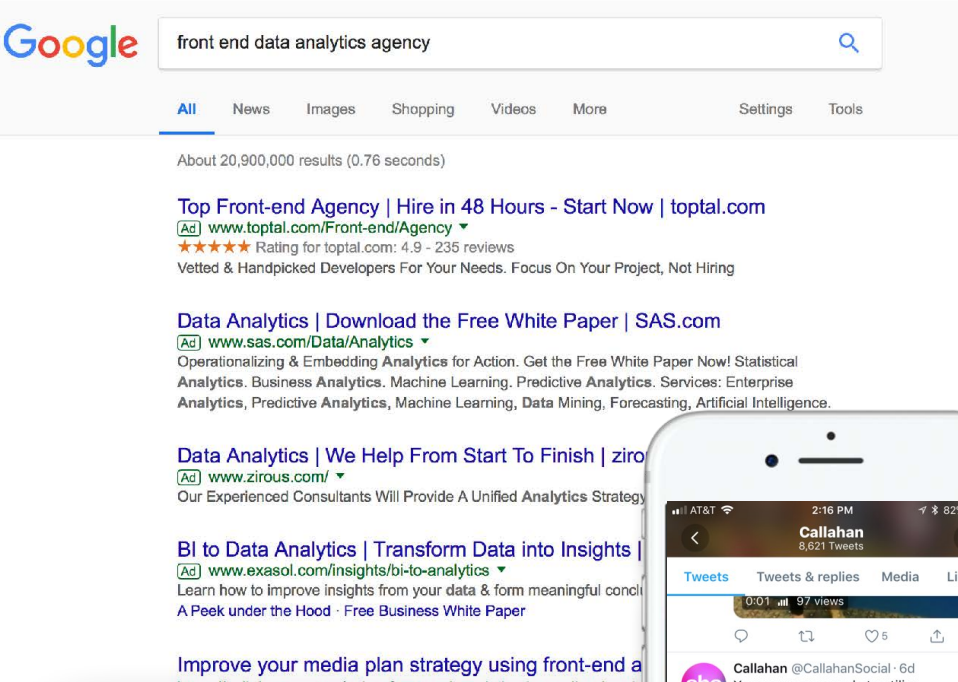 Google
front end data analytics agency
All News Images Shopping Videos More Settings Tools
About 20,900,000 results (0.76 seconds)
Top Front-end Agency | Hire in 48 Hours - Start Now | toptal.com
Ad www.toptal.com/Front-end/Agency
Rating for toptal.com: 4.9 - 235 reviews
Vetted & Handpicked Developers For Your Needs. Focus On Your Project, Not Hiring
Data Analytics | Download the Free White Paper | SAS.com
Ad www.sas.com/Data/Analytics
Operationalizing & Embedding Analytics for Action. Get the Free White Paper Now! Statistical
Analytics. Business Analytics. Machine Learning. Predictive Analytics. Services: Enterprise
Analytics, Predictive Analytics, Machine Learning, Data Mining, Forecasting, Artificial Intelligence.
Data Analytics | We Help From Start To Finish | ziro
Ad www.zirous.com/
Our Experienced Consultants Will Provide A Unified Analytics Strategy
BI to Data Analytics | Transform Data into Insights |
Ad www.exasol.com/insights/bi-to-analytics
Learn how to improve insights from your data & form meaningful concl
A Peek under the Hood · Free Business White Paper
Improve your media plan strategy using front-end a
AT&T 2:16 PM 82%
Callahan
8,621 Tweets
Tweets Tweets & replies Media Li
0:01 97 views
5
Callahan @CallahanSocial · 6d